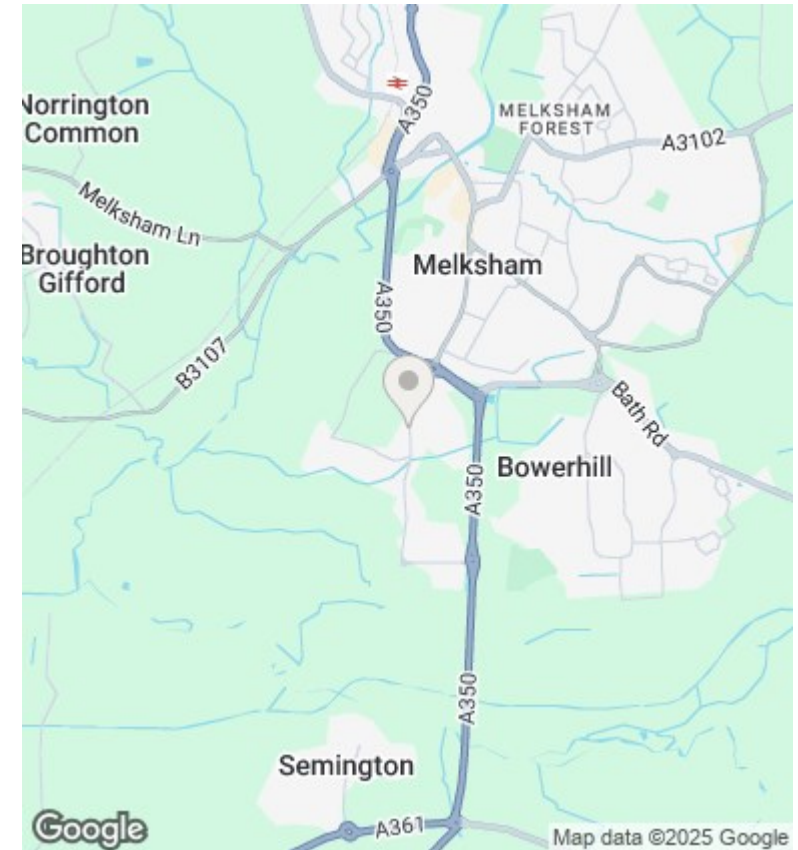 A350
Norrington
Common
MELKSHAM
FOREST
A3102
Melksham Ln
Broughton
Gifford
Melksham
A350
B3107
Bath Rd
Bowerhill
A350
A350
Semington
A361
Google
Map data ©2025 Google